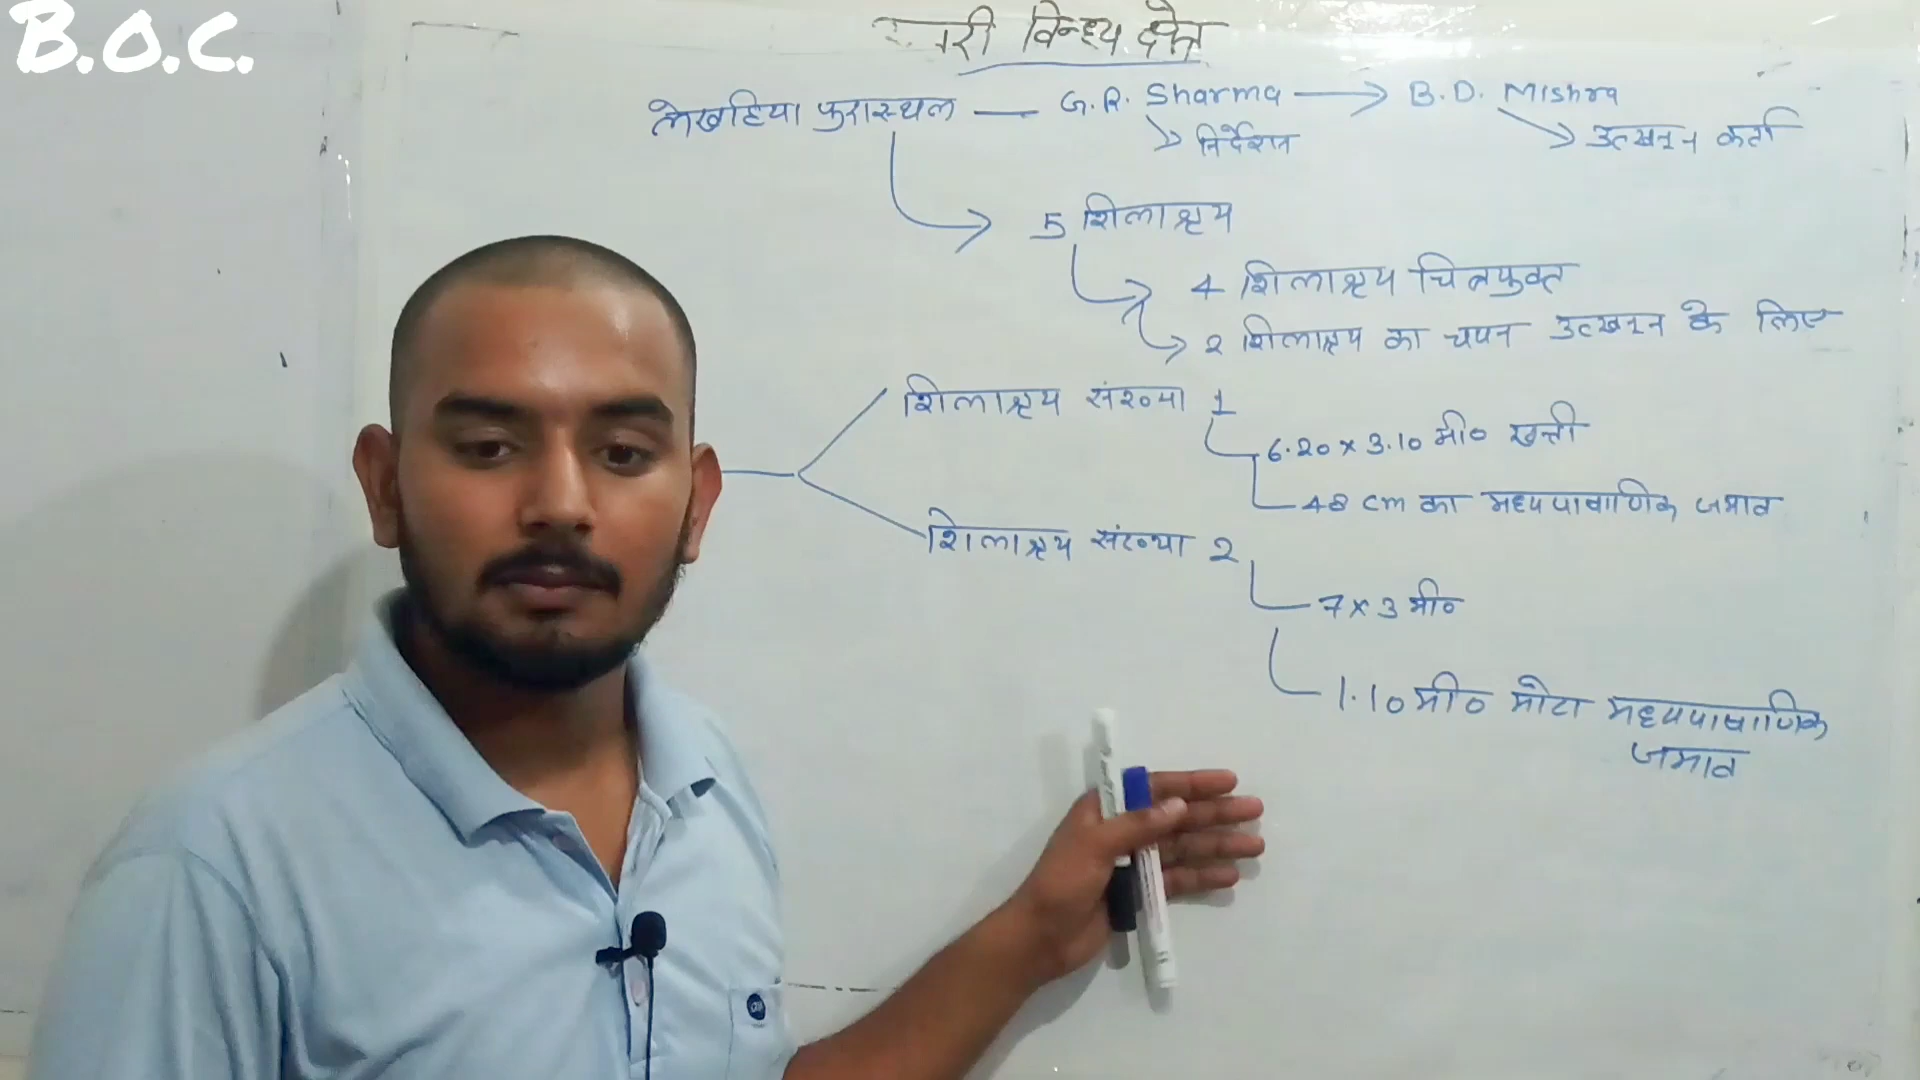 B.O.C.
विन्ध्य क्षेत्र
लेखहिया पुरास्थल — G.R. Sharma → B.D. Mishra
निर्देशन
उत्खनन कर्ता
5 शिलाश्रय
4 शिलाश्रय चित्रयुक्त
2 शिलाश्रय का चयन उत्खनन के लिए
शिलाश्रय संख्या 1
6.20 x 3.10 मी० खन्ती
48 cm का मध्यपाषाणिक जमाव
शिलाश्रय संख्या 2
7 x 3 मी०
1.10 मी० मोटा मध्यपाषाणिक
जमाव